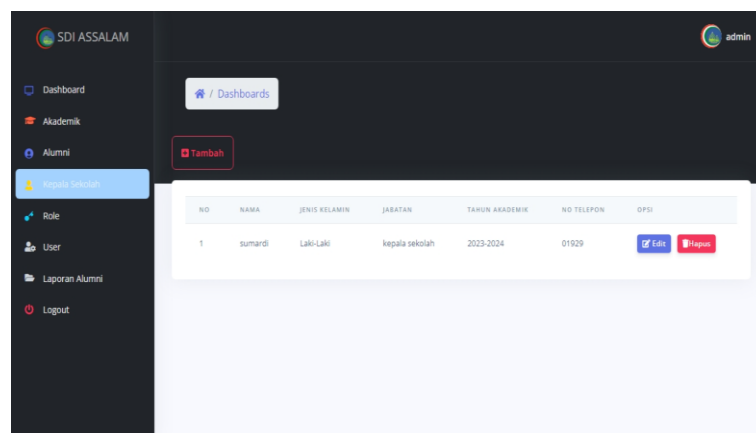 SDI ASSALAM
admin
Dashboard
Akademik
Alumni
Kepala Sekolah
Role
User
Laporan Alumni
Logout
/ Dashboards
Tambah
NO NAMA JENIS KELAMIN JABATAN TAHUN AKADEMIK NO TELEPON OPSI
1 sumardi Laki-Laki kepala sekolah 2023-2024 01929 Edit Hapus